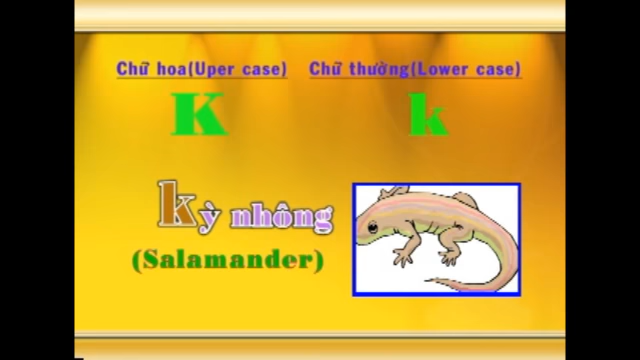 Chữ hoa(Uper case) Chữ thường(Lower case)
K k
kỳ nhông
(Salamander)